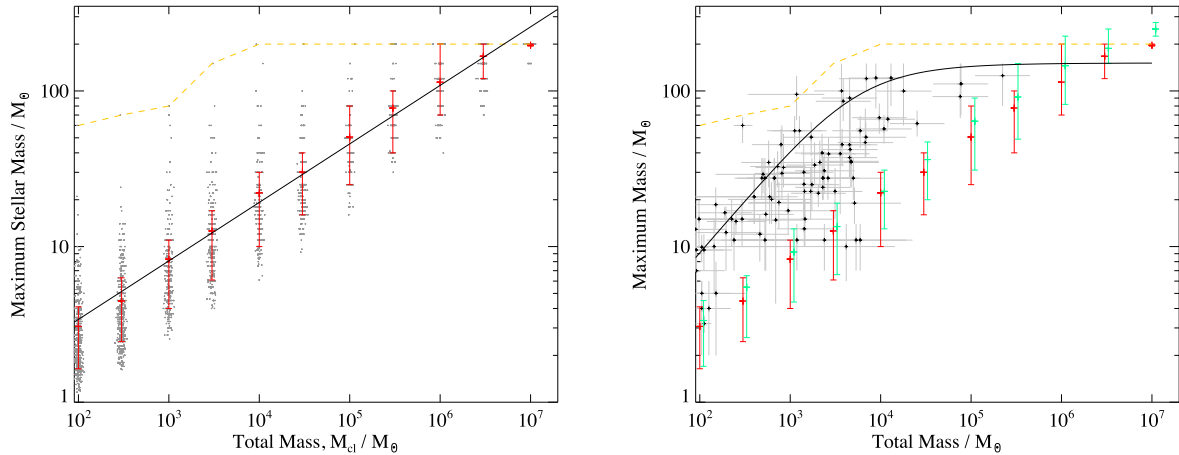 Maximum Stellar Mass / M☉
100
10
1
10² 10³ 10⁴ 10⁵ 10⁶ 10⁷
Total Mass, M_cl / M☉
Maximum Mass / M☉
100
10
1
10² 10³ 10⁴ 10⁵ 10⁶ 10⁷
Total Mass / M☉